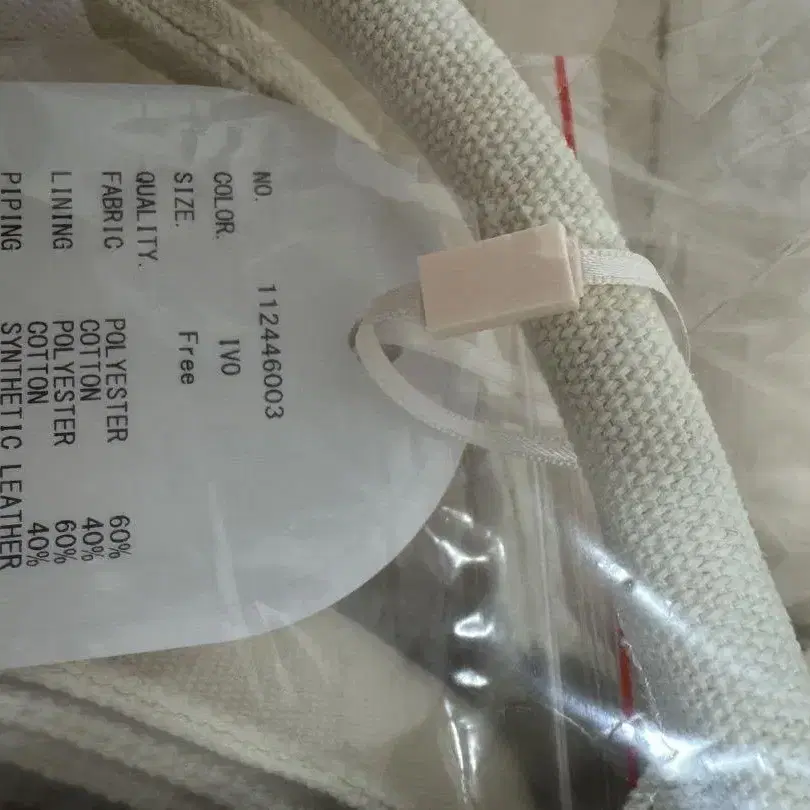 NO. 112446003
COLOR. IVO
SIZE. Free
QUALITY.
FABRIC POLYESTER 60%
COTTON 40%
LINING POLYESTER 60%
COTTON 40%
PIPING SYNTHETIC LEATHER